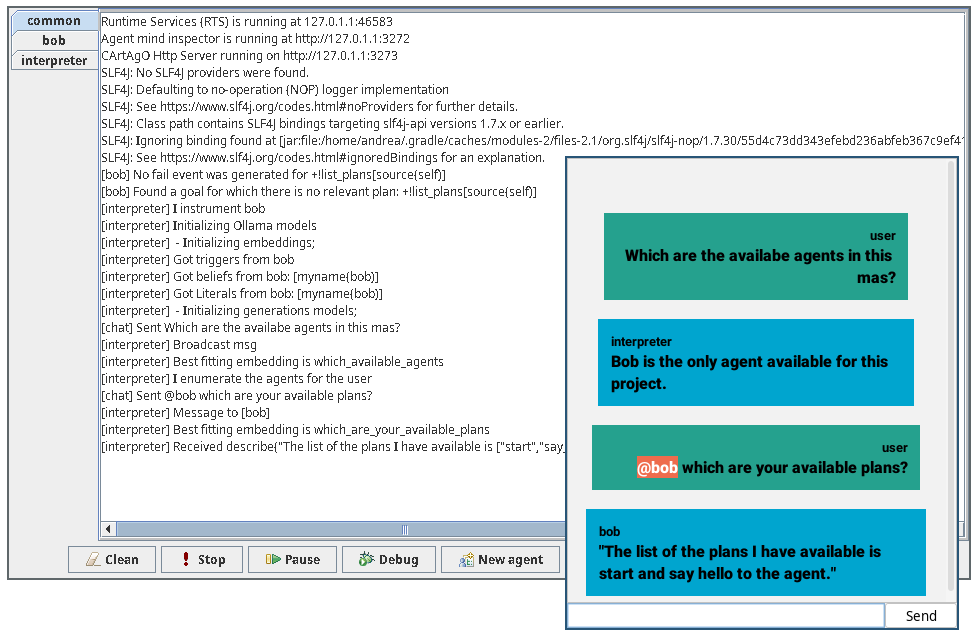 common
bob
interpreter
Runtime Services (RTS) is running at 127.0.1.1:46583
Agent mind inspector is running at http://127.0.1.1:3272
CArtAgO Http Server running on http://127.0.1.1:3273
SLF4J: No SLF4J providers were found.
SLF4J: Defaulting to no-operation (NOP) logger implementation
SLF4J: See https://www.slf4j.org/codes.html#noProviders for further details.
SLF4J: Class path contains SLF4J bindings targeting slf4j-api versions 1.7.x or earlier.
SLF4J: Ignoring binding found at [jar:file:/home/andrea/.gradle/caches/modules-2/files-2.1/org.slf4j/slf4j-nop/1.7.30/55d4c73dd343efebd236abfeb367c9ef41
SLF4J: See https://www.slf4j.org/codes.html#ignoredBindings for an explanation.
[bob] No fail event was generated for +!list_plans[source(self)]
[bob] Found a goal for which there is no relevant plan: +!list_plans[source(self)]
[interpreter] I instrument bob
[interpreter] Initializing Ollama models
[interpreter]  - Initializing embeddings;
[interpreter] Got triggers from bob
[interpreter] Got beliefs from bob: [myname(bob)]
[interpreter] Got Literals from bob: [myname(bob)]
[interpreter]  - Initializing generations models;
[chat] Sent Which are the availabe agents in this mas?
[interpreter] Broadcast msg
[interpreter] Best fitting embedding is which_available_agents
[interpreter] I enumerate the agents for the user
[chat] Sent @bob which are your available plans?
[interpreter] Message to [bob]
[interpreter] Best fitting embedding is which_are_your_available_plans
[interpreter] Received describe("The list of the plans I have available is ["start","say_
Clean
Stop
Pause
Debug
New agent
user
Which are the availabe agents in this
mas?
interpreter
Bob is the only agent available for this
project.
user
@bob which are your available plans?
bob
"The list of the plans I have available is
start and say hello to the agent."
Send